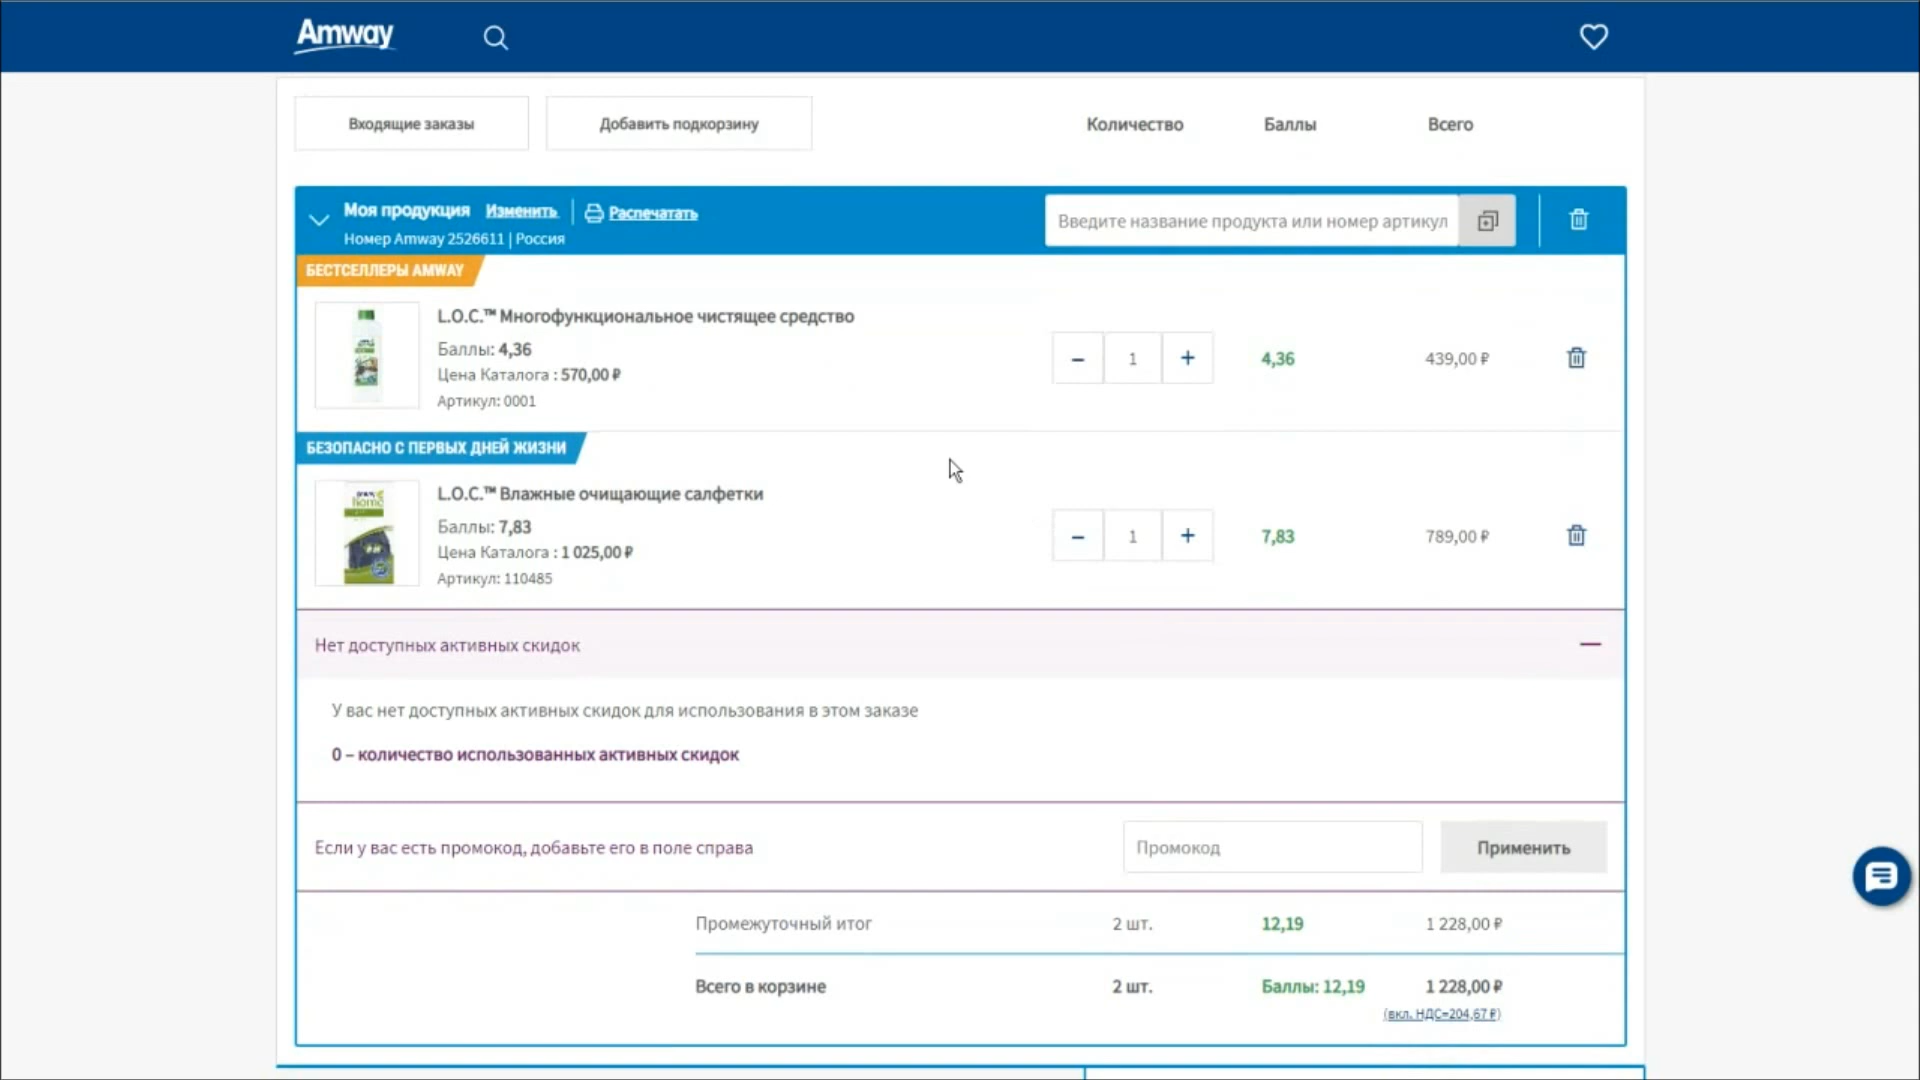 Amway
Входящие заказы
Добавить подкорзину
Количество
Баллы
Всего
Моя продукция Изменить Распечатать
Номер Amway 2526611 | Россия
Введите название продукта или номер артикул
БЕСТСЕЛЛЕРЫ AMWAY
L.O.C.™ Многофункциональное чистящее средство
Баллы: 4,36
Цена Каталога : 570,00 ₽
Артикул: 0001
– 1 +
4,36
439,00 ₽
БЕЗОПАСНО С ПЕРВЫХ ДНЕЙ ЖИЗНИ
L.O.C.™ Влажные очищающие салфетки
Баллы: 7,83
Цена Каталога : 1 025,00 ₽
Артикул: 110485
home
– 1 +
7,83
789,00 ₽
Нет доступных активных скидок
У вас нет доступных активных скидок для использования в этом заказе
0 – количество использованных активных скидок
Если у вас есть промокод, добавьте его в поле справа
Промокод
Применить
Промежуточный итог 2 шт. 12,19 1 228,00 ₽
Всего в корзине 2 шт. Баллы: 12,19 1 228,00 ₽
(вкл. НДС=204,67 ₽)